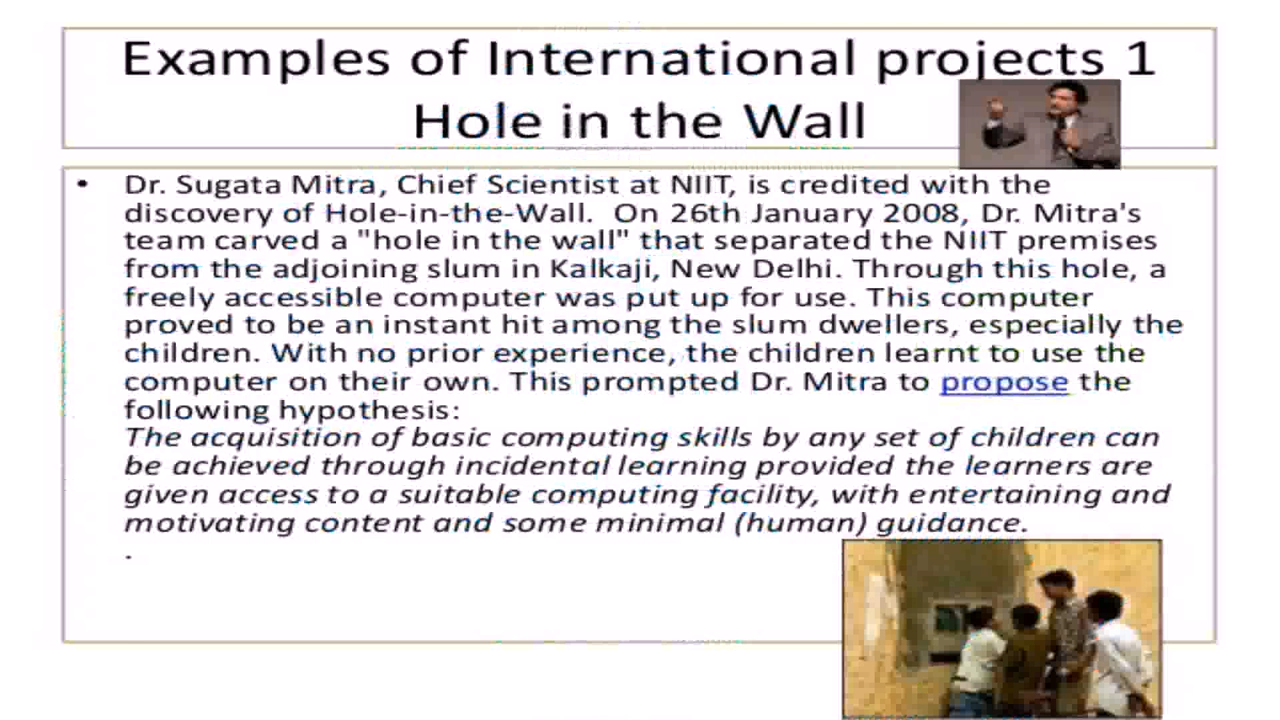 Examples of International projects 1
Hole in the Wall
• Dr. Sugata Mitra, Chief Scientist at NIIT, is credited with the
discovery of Hole-in-the-Wall.  On 26th January 2008, Dr. Mitra's
team carved a "hole in the wall" that separated the NIIT premises
from the adjoining slum in Kalkaji, New Delhi. Through this hole, a
freely accessible computer was put up for use. This computer
proved to be an instant hit among the slum dwellers, especially the
children. With no prior experience, the children learnt to use the
computer on their own. This prompted Dr. Mitra to propose the
following hypothesis:
The acquisition of basic computing skills by any set of children can
be achieved through incidental learning provided the learners are
given access to a suitable computing facility, with entertaining and
motivating content and some minimal (human) guidance.
.